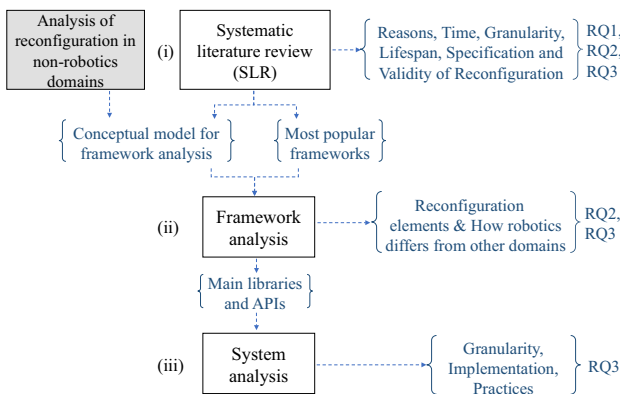 Analysis of
reconfiguration in
non-robotics
domains
(i)
Systematic
literature review
(SLR)
Reasons, Time, Granularity,
Lifespan, Specification and
Validity of Reconfiguration
RQ1,
RQ2,
RQ3
Conceptual model for
framework analysis
Most popular
frameworks
(ii)
Framework
analysis
Reconfiguration
elements & How robotics
differs from other domains
RQ2,
RQ3
Main libraries
and APIs
(iii)
System
analysis
Granularity,
Implementation,
Practices
RQ3